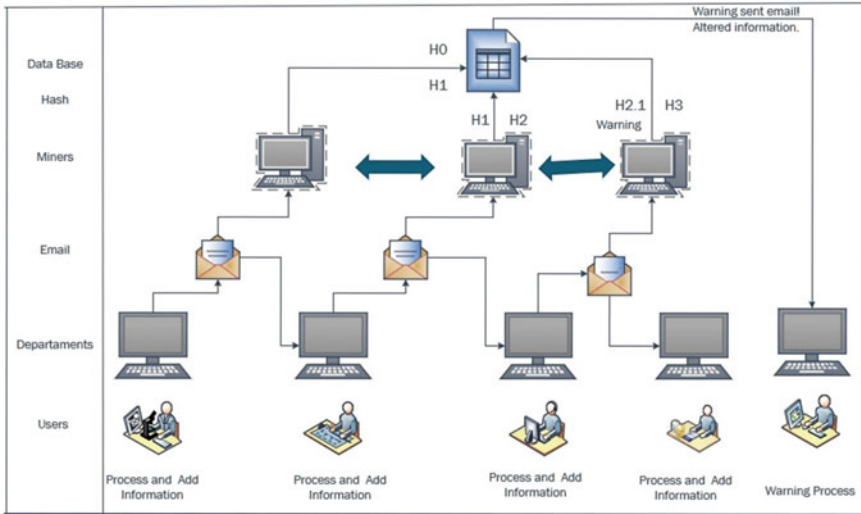 Warning sent email!
Altered information.
Data Base
H0
Hash
H1
H1 H2
H2.1 H3
Warning
Miners
Email
Departaments
Users
Process and Add
Information
Process and Add
Information
Process and Add
Information
Process and Add
Information
Warning Process